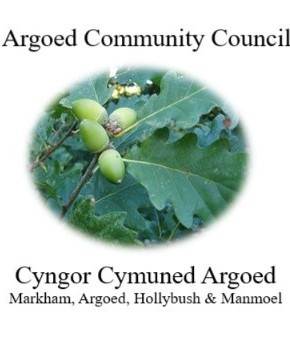 Argoed Community Council
Cyngor Cymuned Argoed
Markham, Argoed, Hollybush & Manmoel